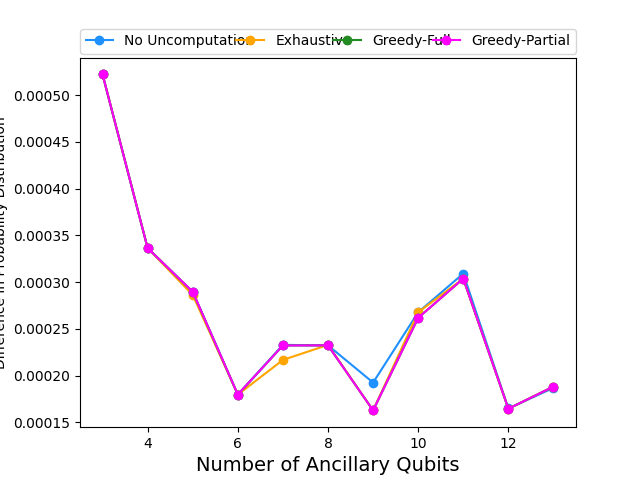 No Uncomputation Exhaustive Greedy-Full Greedy-Partial
Difference in Probability Distribution
0.00050
0.00045
0.00040
0.00035
0.00030
0.00025
0.00020
0.00015
4 6 8 10 12
Number of Ancillary Qubits